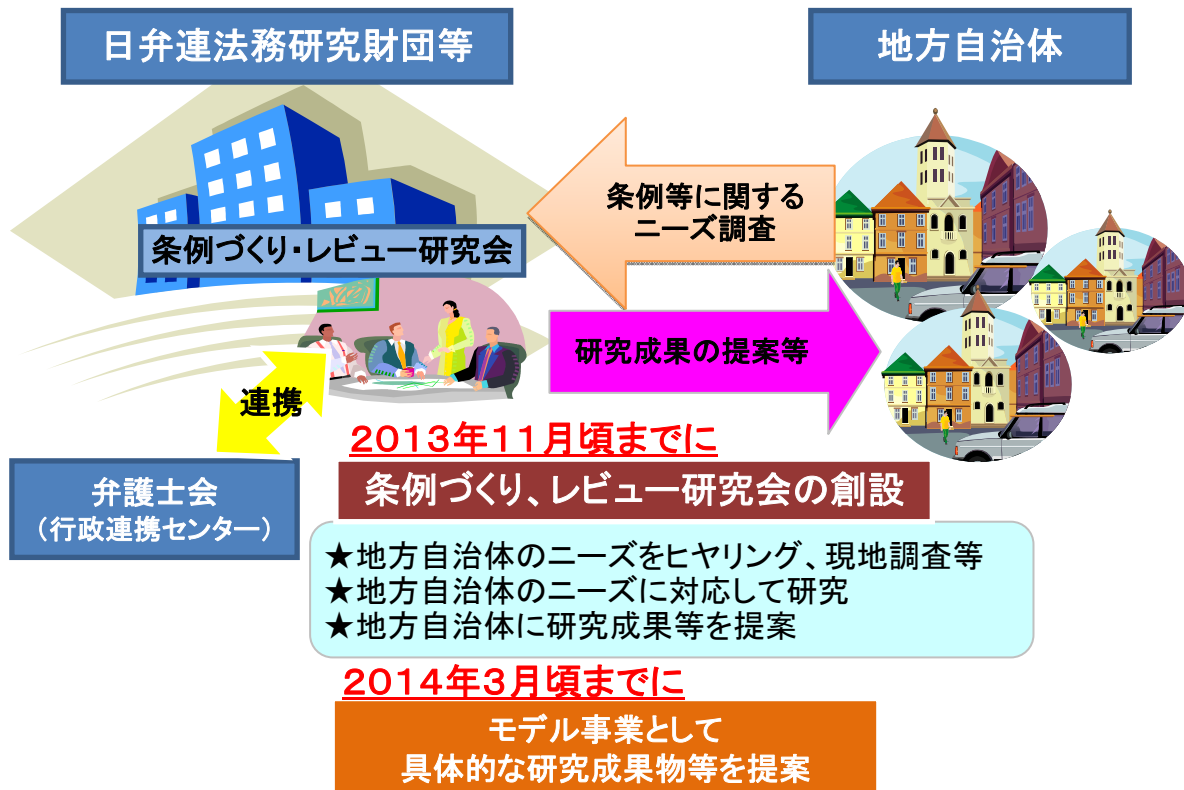 日弁連法務研究財団等
地方自治体
条例等に関する
ニーズ調査
条例づくり・レビュー研究会
研究成果の提案等
連携
2013年11月頃までに
弁護士会
（行政連携センター）
条例づくり、レビュー研究会の創設
★地方自治体のニーズをヒヤリング、現地調査等
★地方自治体のニーズに対応して研究
★地方自治体に研究成果等を提案
2014年3月頃までに
モデル事業として
具体的な研究成果物等を提案